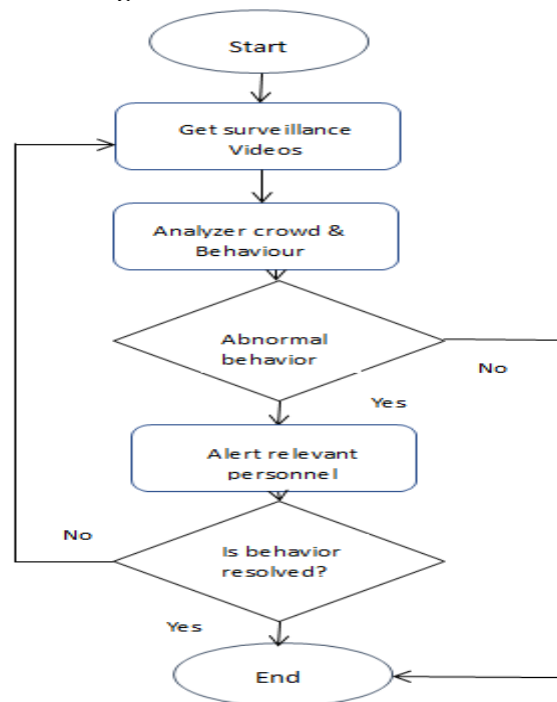 Start
Get surveillance
Videos
Analyzer crowd &
Behaviour
Abnormal
behavior
No
Yes
Alert relevant
personnel
No
Is behavior
resolved?
Yes
End